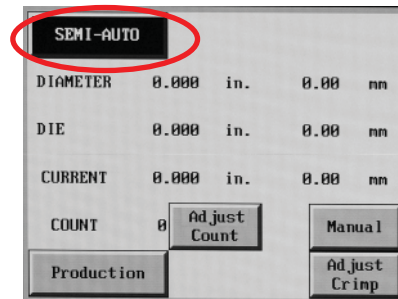 SEMI-AUTO
DIAMETER 0.000 in. 0.00 mm
DIE 0.000 in. 0.00 mm
CURRENT 0.000 in. 0.00 mm
COUNT 0 Adjust Count Manual
Production Adjust Crimp